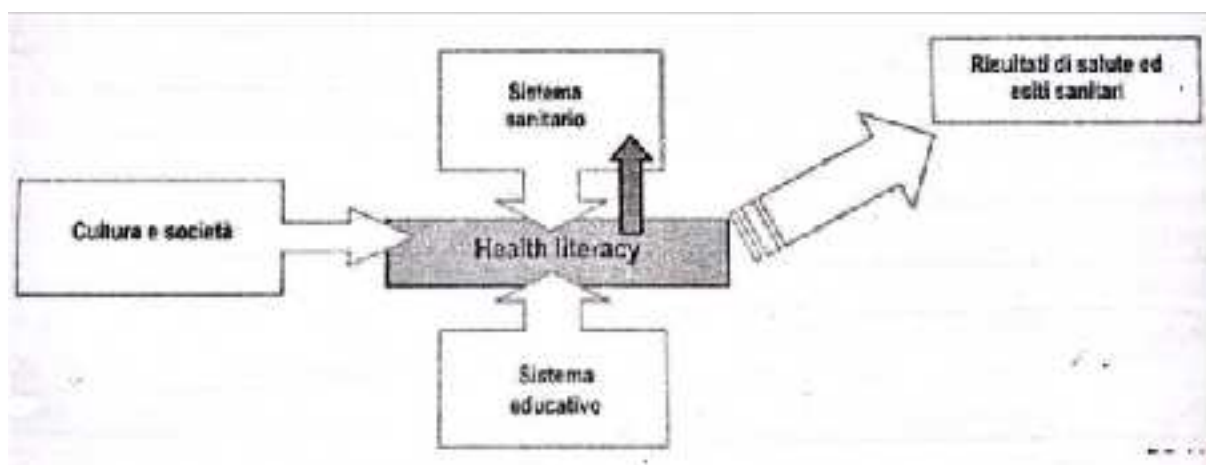 Sistema
sanitario
Risultati di salute ed
esiti sanitari
Cultura e società
Health literacy
Sistema
educativo